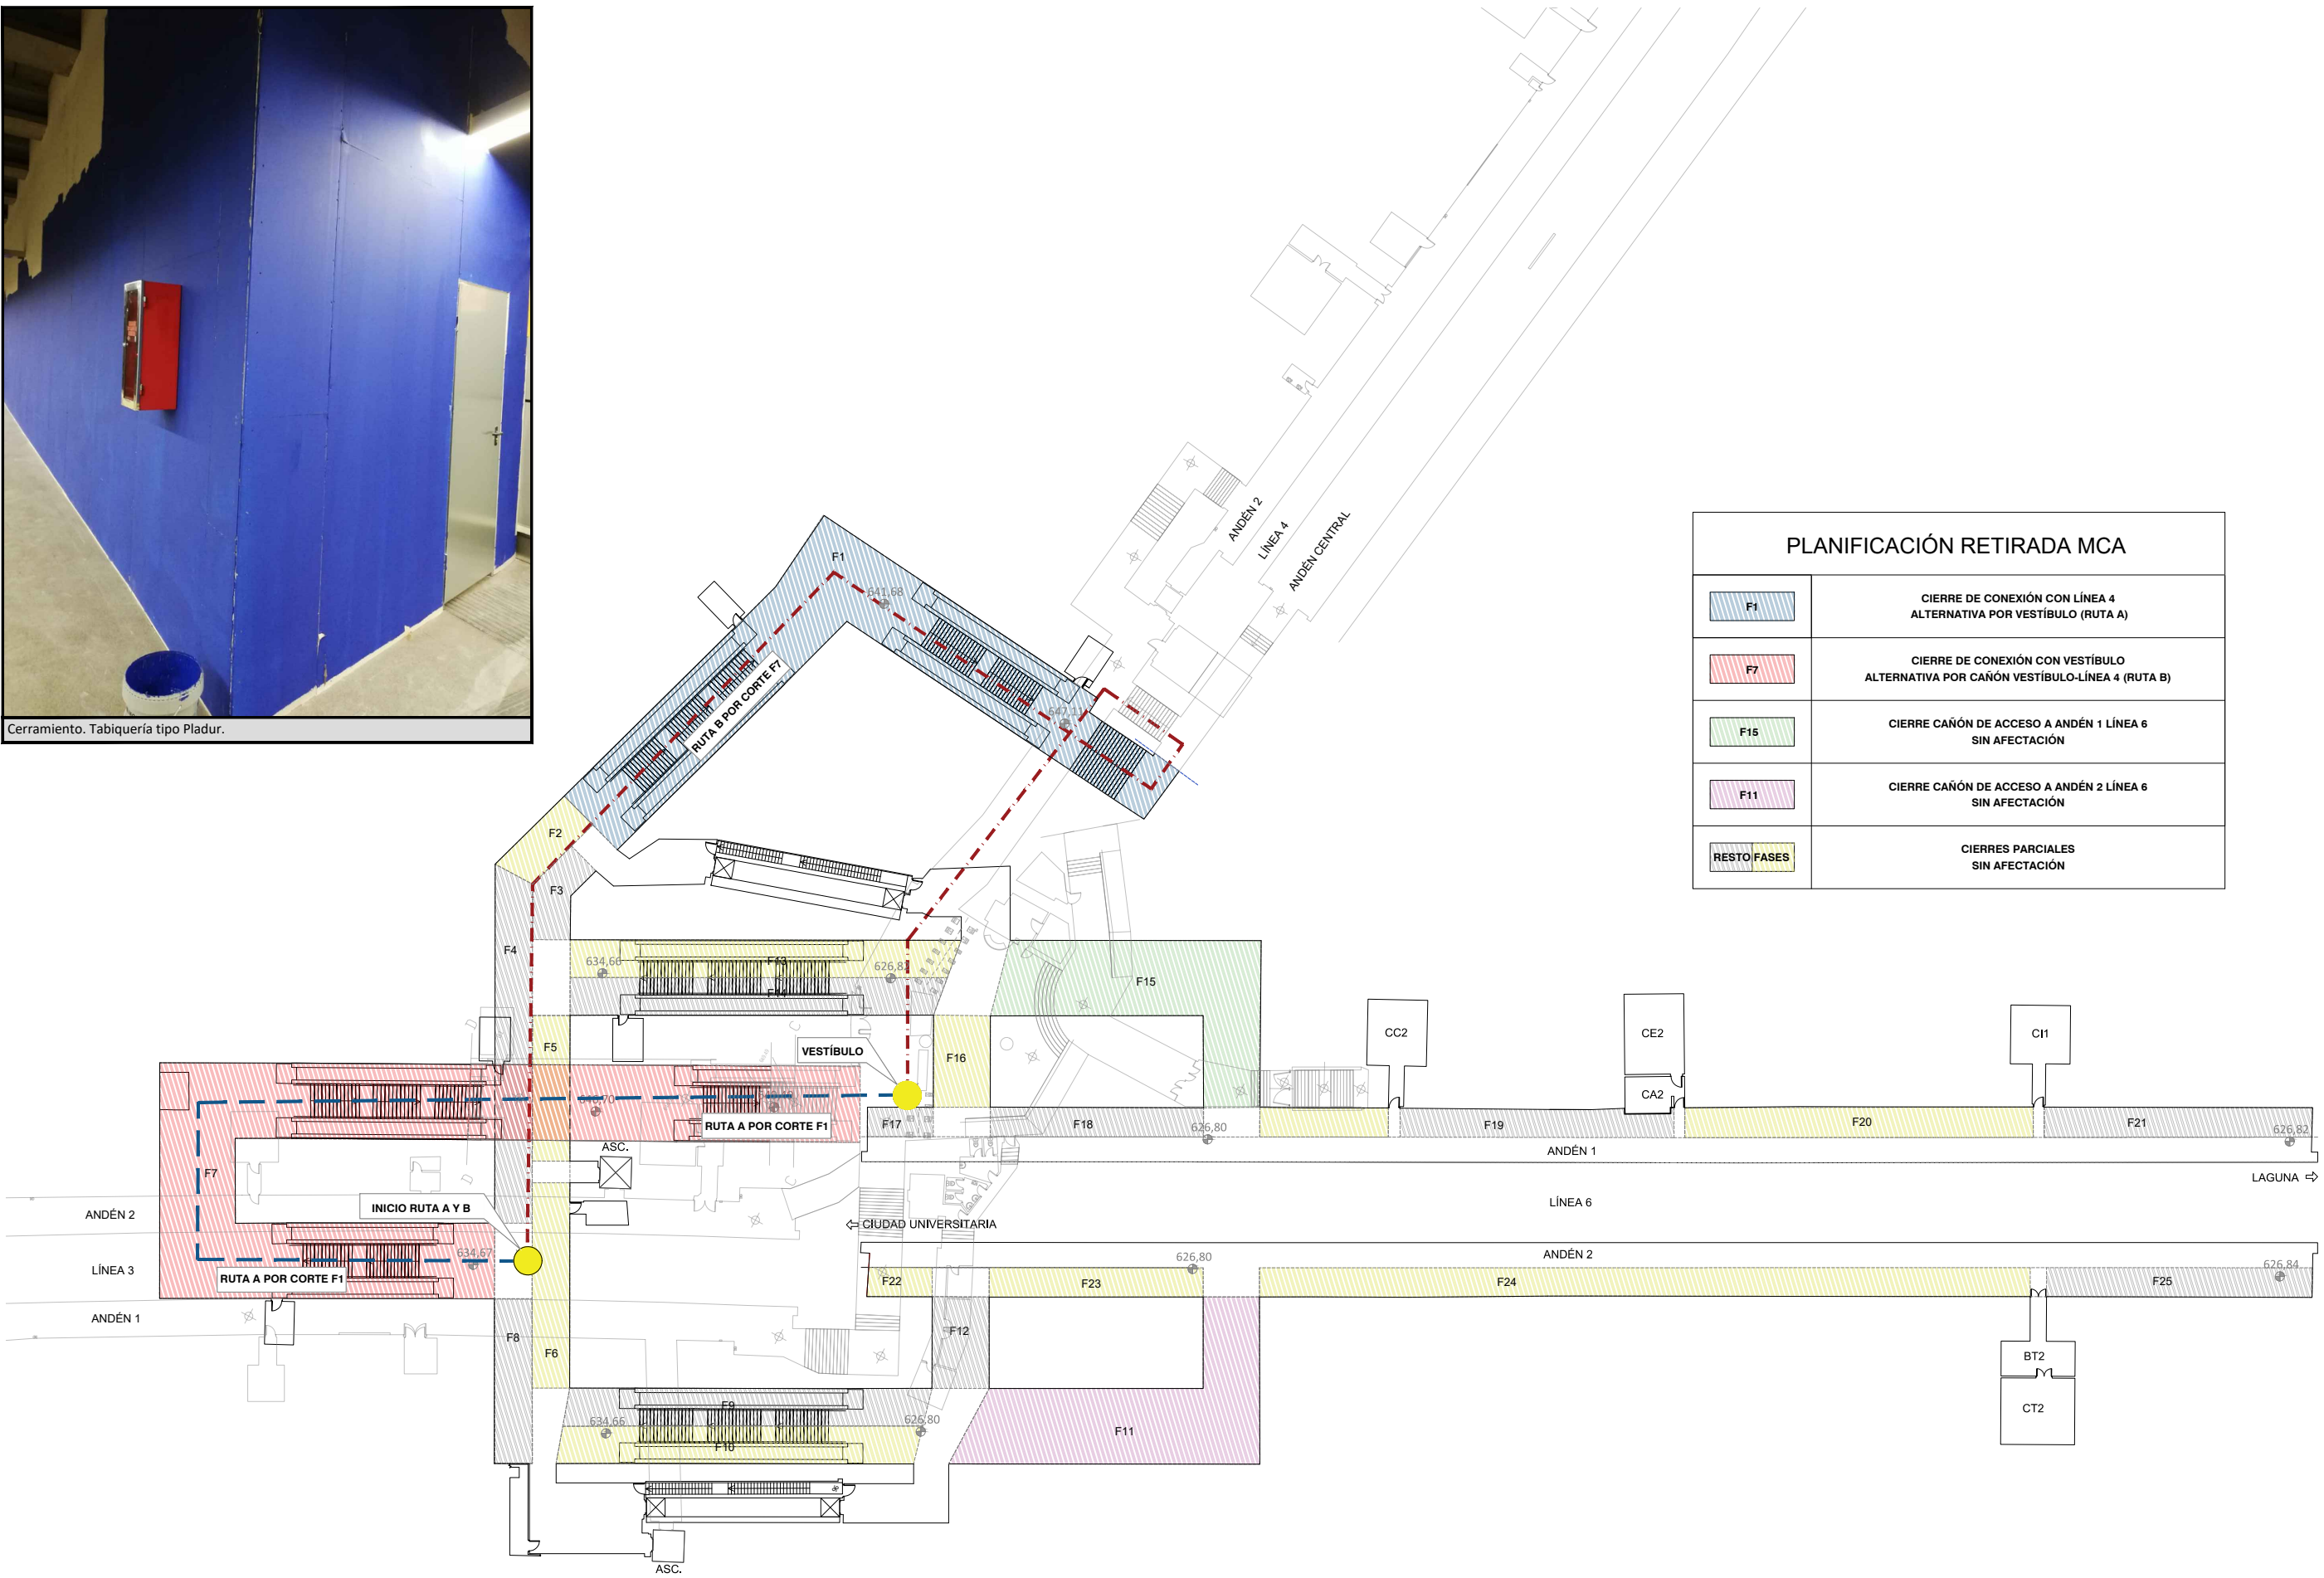 Cerramiento. Tabiquería tipo Pladur.
ANDÉN 2
LÍNEA 4
ANDÉN CENTRAL
PLANIFICACIÓN RETIRADA MCA
F1
CIERRE DE CONEXIÓN CON LÍNEA 4
ALTERNATIVA POR VESTÍBULO (RUTA A)
F7
CIERRE DE CONEXIÓN CON VESTÍBULO
ALTERNATIVA POR CAÑÓN VESTÍBULO-LÍNEA 4 (RUTA B)
F15
CIERRE CAÑÓN DE ACCESO A ANDÉN 1 LÍNEA 6
SIN AFECTACIÓN
F11
CIERRE CAÑÓN DE ACCESO A ANDÉN 2 LÍNEA 6
SIN AFECTACIÓN
RESTO FASES
CIERRES PARCIALES
SIN AFECTACIÓN
F1
641,68
RUTA B POR CORTE F7
F2
F3
F4
634,66
F13
F14
F15
F5
VESTÍBULO
F16
CC2
CE2
CI1
CA2
RUTA A POR CORTE F1
F17
F18
626,80
F19
F20
F21
626,82
ASC.
ANDÉN 1
F7
LAGUNA
INICIO RUTA A Y B
ANDÉN 2
LÍNEA 6
CIUDAD UNIVERSITARIA
634,67
LÍNEA 3
RUTA A POR CORTE F1
626,80
ANDÉN 2
626,84
F22
F23
F24
F25
ANDÉN 1
F8
F6
F12
BT2
F9
634,66
626,80
F10
F11
CT2
ASC.